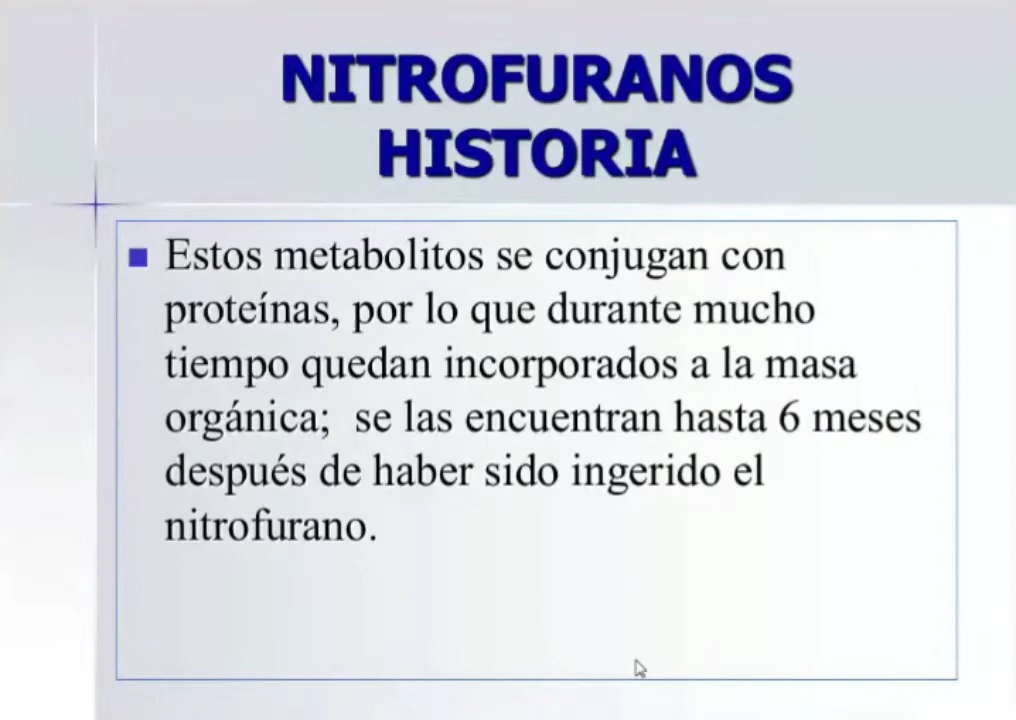 NITROFURANOS
HISTORIA
Estos metabolitos se conjugan con
proteínas, por lo que durante mucho
tiempo quedan incorporados a la masa
orgánica;  se las encuentran hasta 6 meses
después de haber sido ingerido el
nitrofurano.